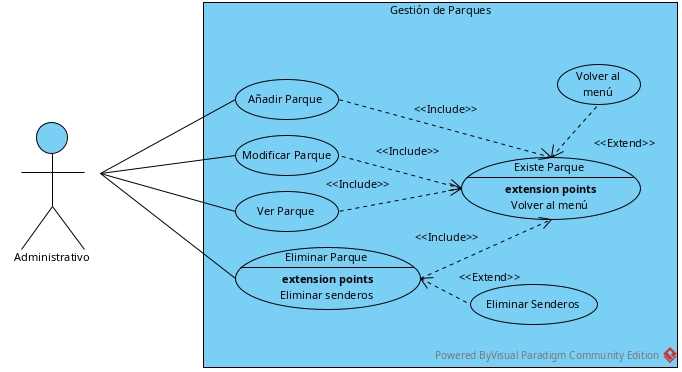 Gestión de Parques
Volver al
menú
Añadir Parque
<<Include>>
<<Extend>>
Modificar Parque
<<Include>>
Existe Parque
extension points
Volver al menú
<<Include>>
Ver Parque
Administrativo
Eliminar Parque
extension points
Eliminar senderos
<<Include>>
<<Extend>>
Eliminar Senderos
Powered ByVisual Paradigm Community Edition